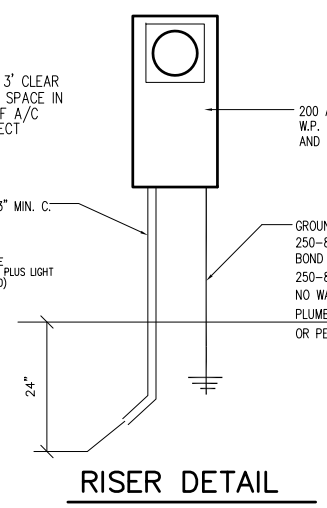 3' CLEAR
SPACE IN
F A/C
ECT
200 A
W.P.
AND
3" MIN. C.
GROUN
250-8
BOND
250-8
NO WA
PLUMB
OR PE
E
PLUS LIGHT
D)
24"
RISER DETAIL